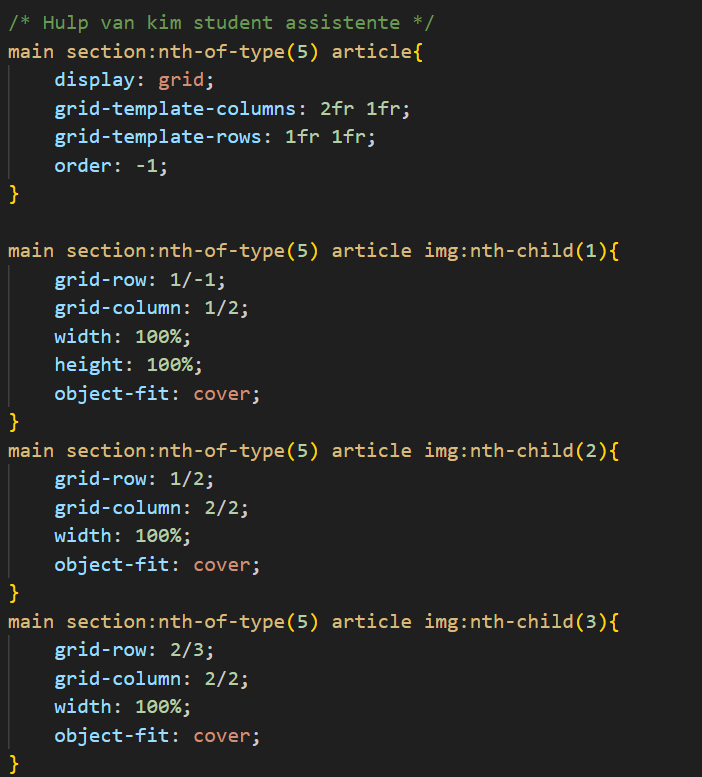 /* Hulp van kim student assistente */
main section:nth-of-type(5) article{
    display: grid;
    grid-template-columns: 2fr 1fr;
    grid-template-rows: 1fr 1fr;
    order: -1;
}

main section:nth-of-type(5) article img:nth-child(1){
    grid-row: 1/-1;
    grid-column: 1/2;
    width: 100%;
    height: 100%;
    object-fit: cover;
}
main section:nth-of-type(5) article img:nth-child(2){
    grid-row: 1/2;
    grid-column: 2/2;
    width: 100%;
    object-fit: cover;
}
main section:nth-of-type(5) article img:nth-child(3){
    grid-row: 2/3;
    grid-column: 2/2;
    width: 100%;
    object-fit: cover;
}